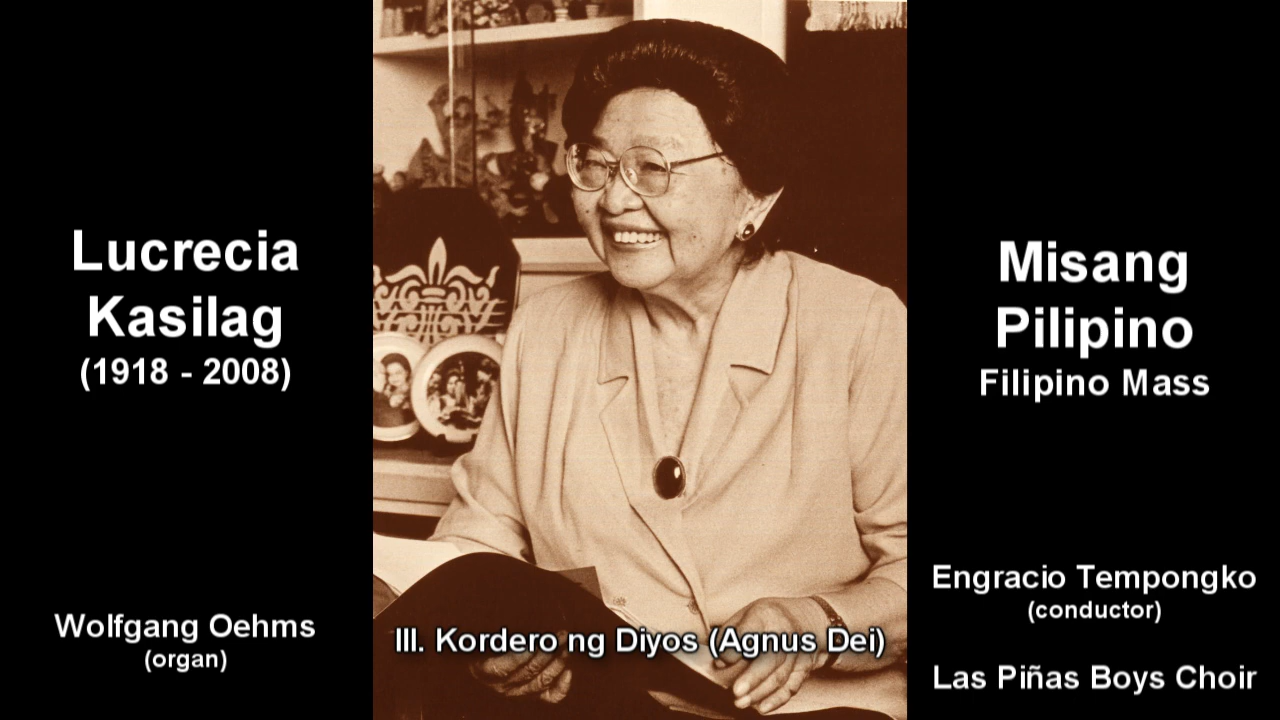 Lucrecia
Kasilag
(1918 - 2008)
Wolfgang Oehms
(organ)
III. Kordero ng Diyos (Agnus Dei)
Misang
Pilipino
Filipino Mass
Engracio Tempongko
(conductor)
Las Piñas Boys Choir